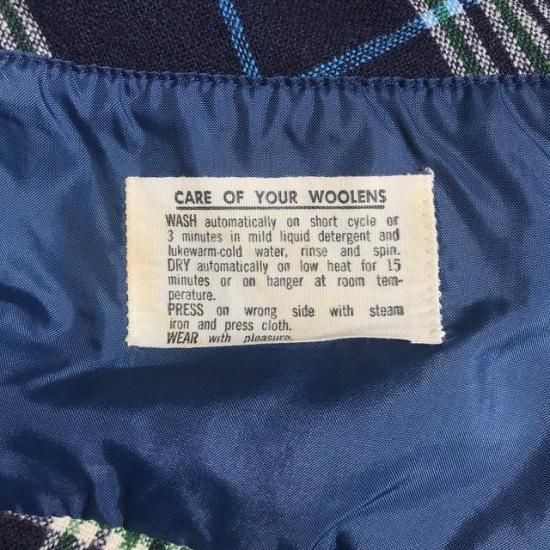 CARE OF YOUR WOOLENS
WASH automatically on short cycle or
3 minutes in mild liquid detergent and
lukewarm-cold water, rinse and spin.
DRY automatically on low heat for 15
minutes or on hanger at room tem-
perature.
PRESS on wrong side with steam
iron and press cloth.
WEAR with pleasure.